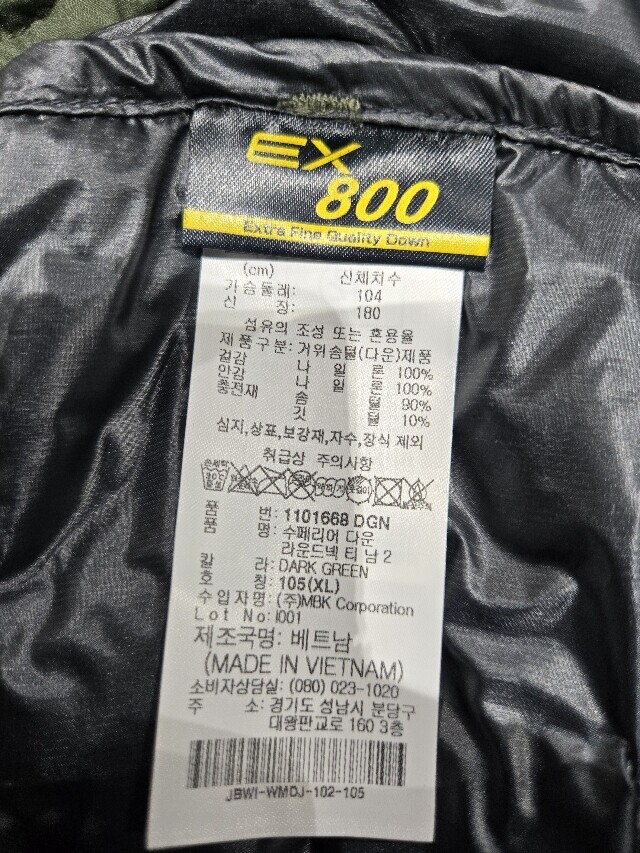 EX
800
Extra Fine Quality Down
(cm) 신체치수
가슴둘레: 104
신 장: 180
섬유의 조성 또는 혼용율
제품구분: 거위솜털(다운)제품
겉감 나 일 론 100%
안감 나 일 론 100%
충전재 솜 털 90%
깃 털 10%
심지,상표,보강재,자수,장식 제외
취급상 주의사항
품 번: 1101668 DGN
품 명: 수페리어 다운
라운드넥 티 남2
칼 라: DARK GREEN
호 칭: 105(XL)
수입자명: (주)MBK Corporation
Lot No: I001
제조국명: 베트남
(MADE IN VIETNAM)
소비자상담실: (080) 023-1020
주 소: 경기도 성남시 분당구
대왕판교로 160 3층
JBWI-WMDJ-102-105